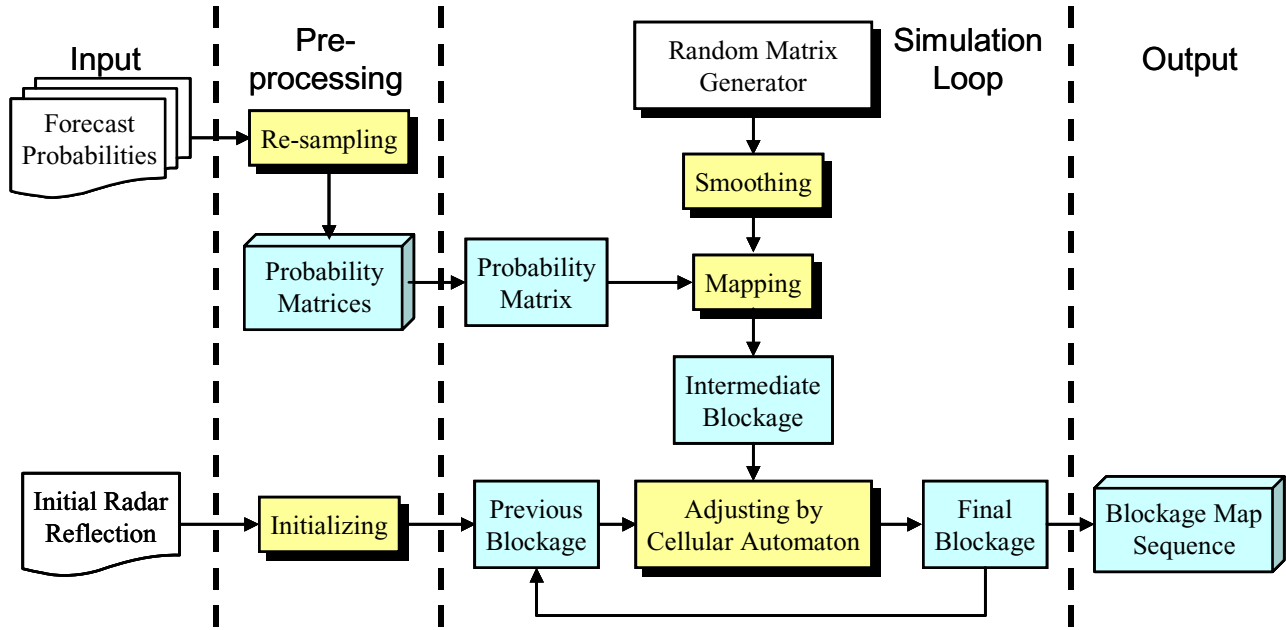 Input
Pre-
processing
Simulation
Loop
Output
Forecast
Probabilities
Re-sampling
Random Matrix
Generator
Smoothing
Probability
Matrices
Probability
Matrix
Mapping
Intermediate
Blockage
Initial Radar
Reflection
Initializing
Previous
Blockage
Adjusting by
Cellular Automaton
Final
Blockage
Blockage Map
Sequence